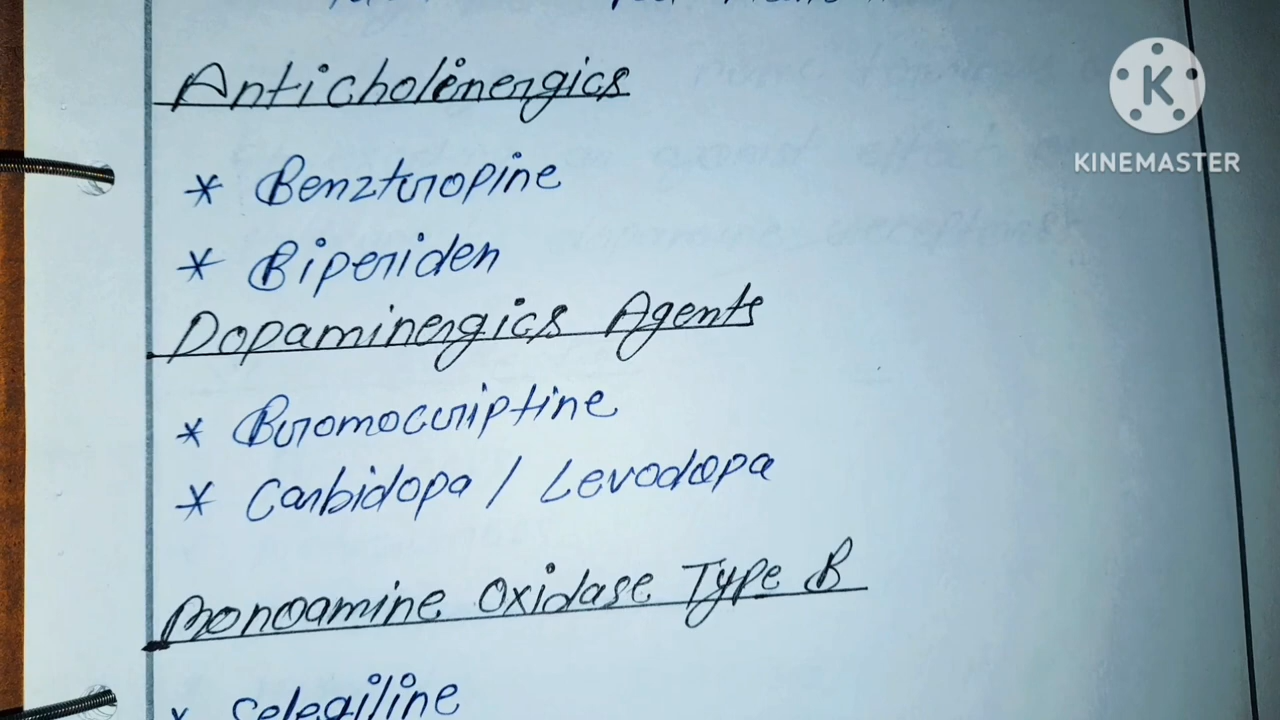 Anticholinergics
KINEMASTER
* Benztropine
* Biperiden
Dopaminergics Agents
* Bromocriptine
* Carbidopa / Levodopa
Monoamine Oxidase Type B
* Selegiline